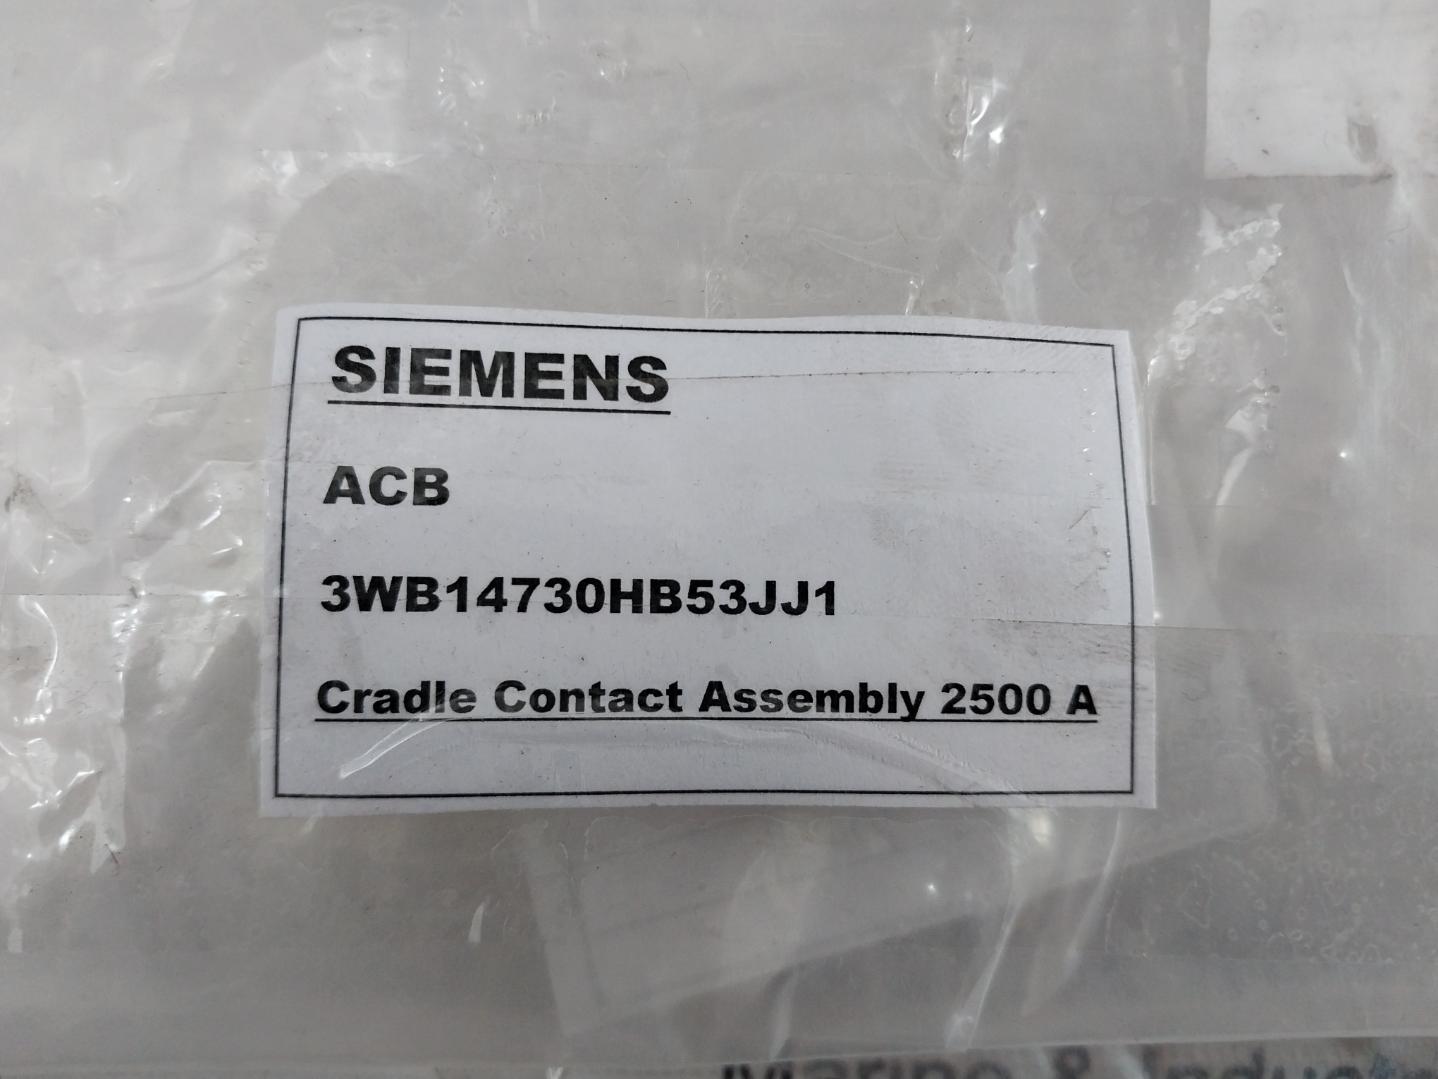 SIEMENS
ACB
3WB14730HB53JJ1
Cradle Contact Assembly 2500 A